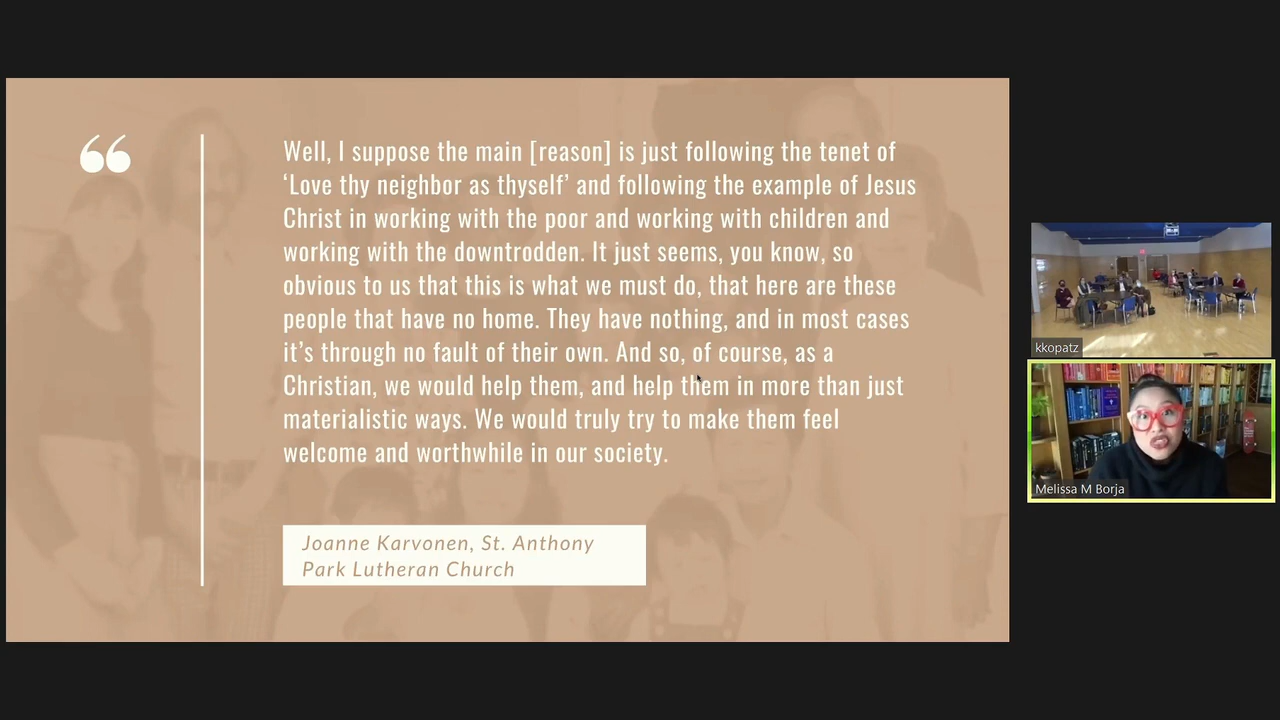 “
Well, I suppose the main [reason] is just following the tenet of
‘Love thy neighbor as thyself’ and following the example of Jesus
Christ in working with the poor and working with children and
working with the downtrodden. It just seems, you know, so
obvious to us that this is what we must do, that here are these
people that have no home. They have nothing, and in most cases
it’s through no fault of their own. And so, of course, as a
Christian, we would help them, and help them in more than just
materialistic ways. We would truly try to make them feel
welcome and worthwhile in our society.
Joanne Karvonen, St. Anthony
Park Lutheran Church
kkopatz
Melissa M Borja